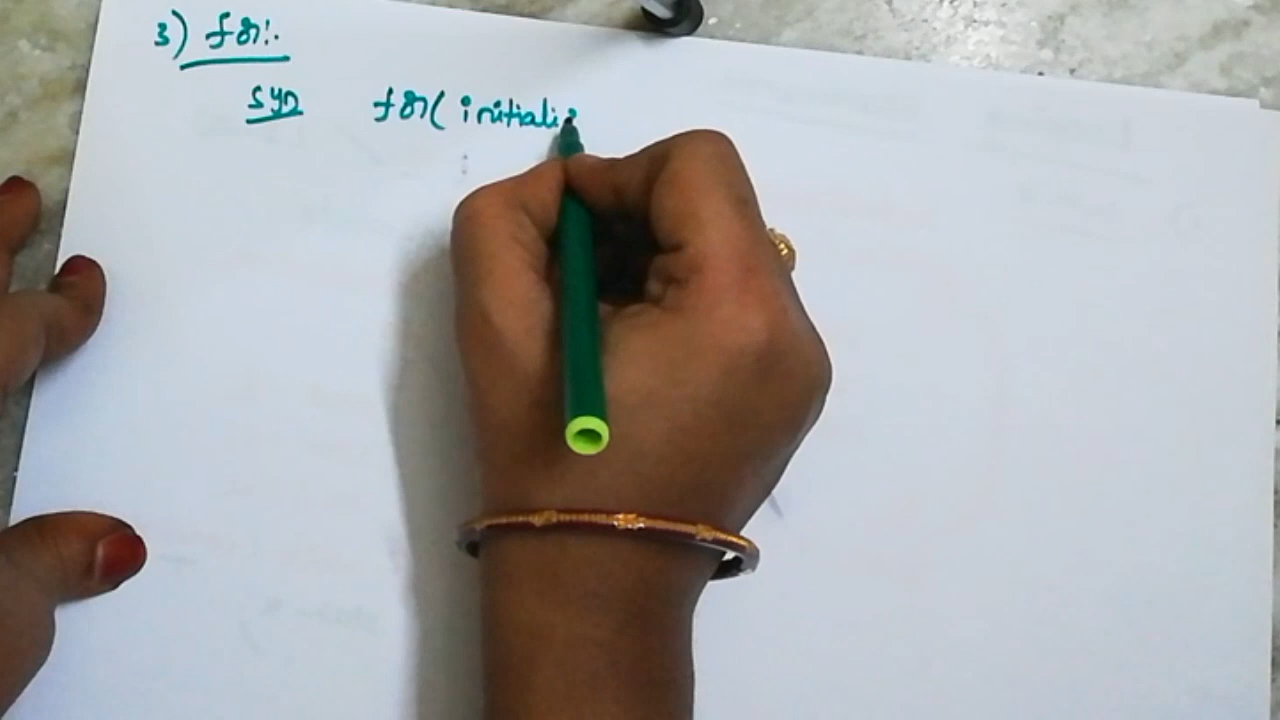 3) for:.
syn for( initiali